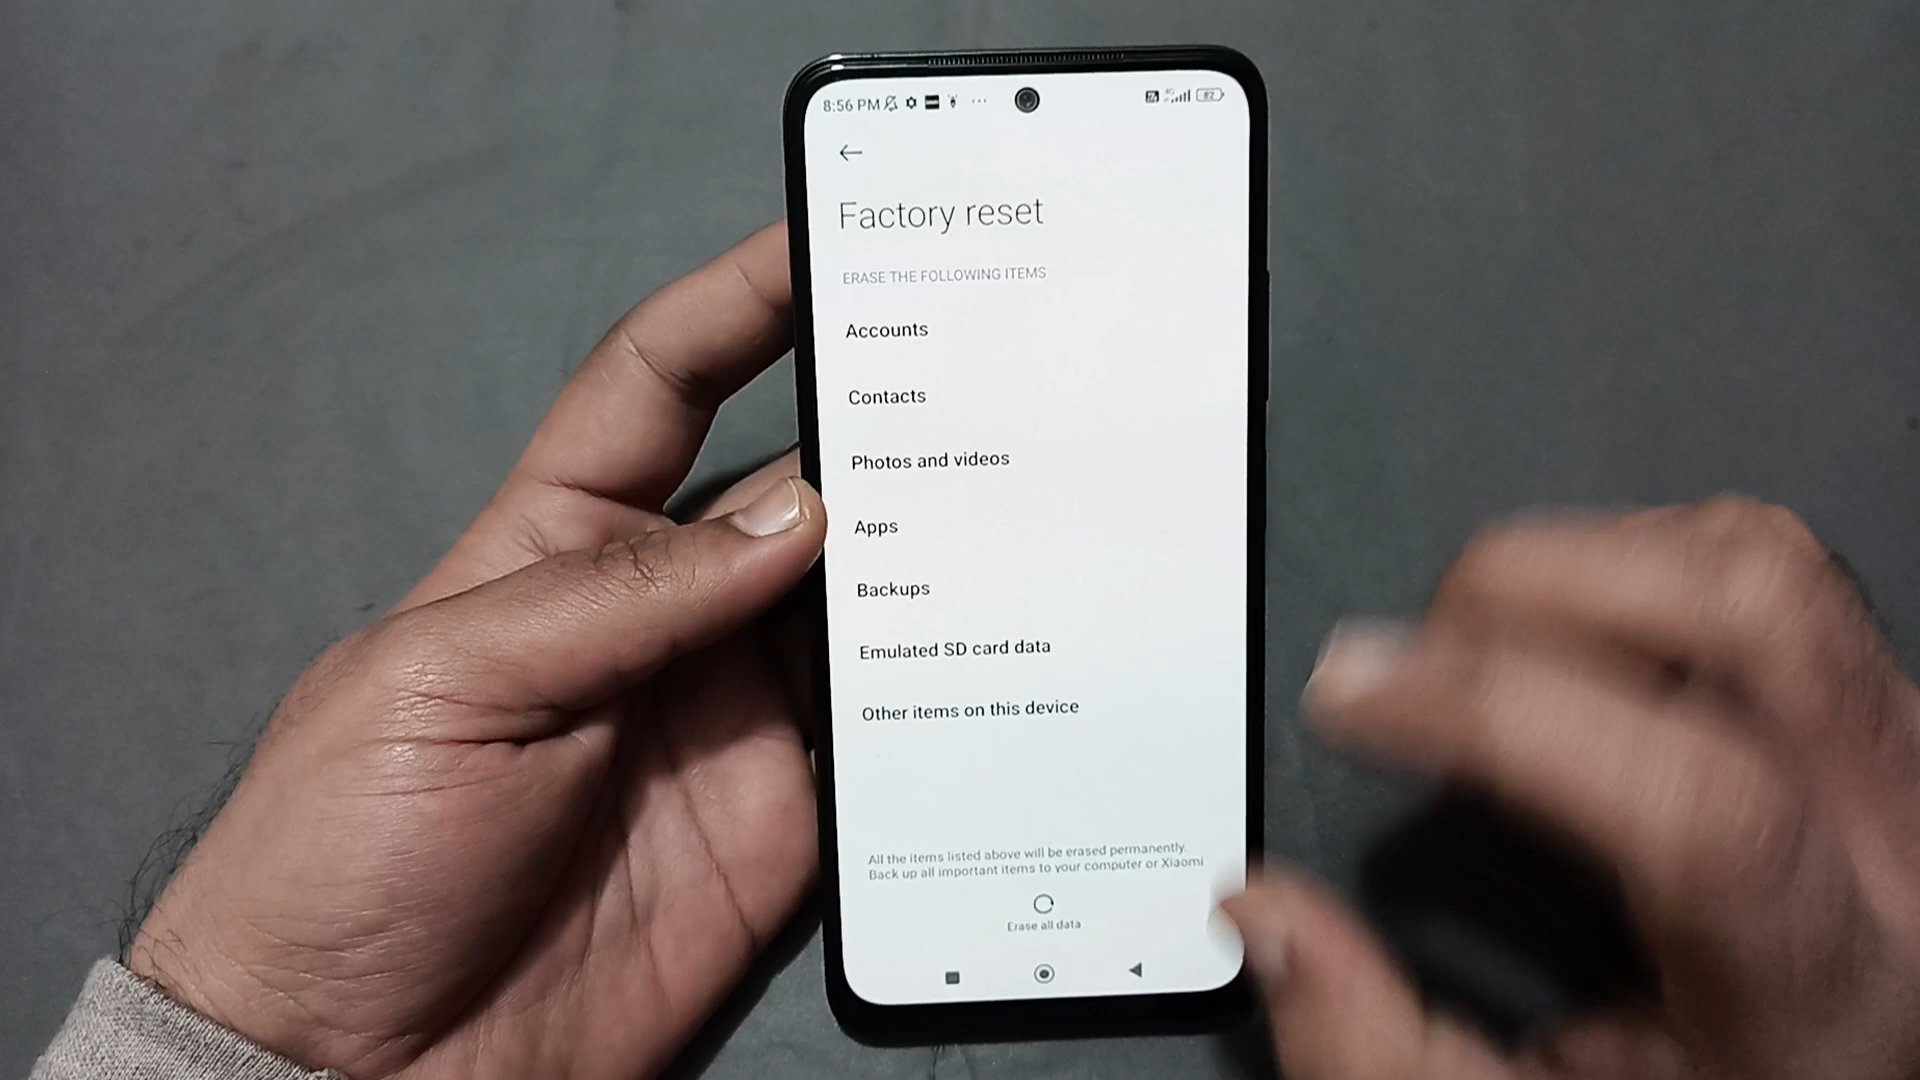 8:56 PM
82
Factory reset
ERASE THE FOLLOWING ITEMS
Accounts
Contacts
Photos and videos
Apps
Backups
Emulated SD card data
Other items on this device
All the items listed above will be erased permanently.
Back up all important items to your computer or Xiaomi
Erase all data